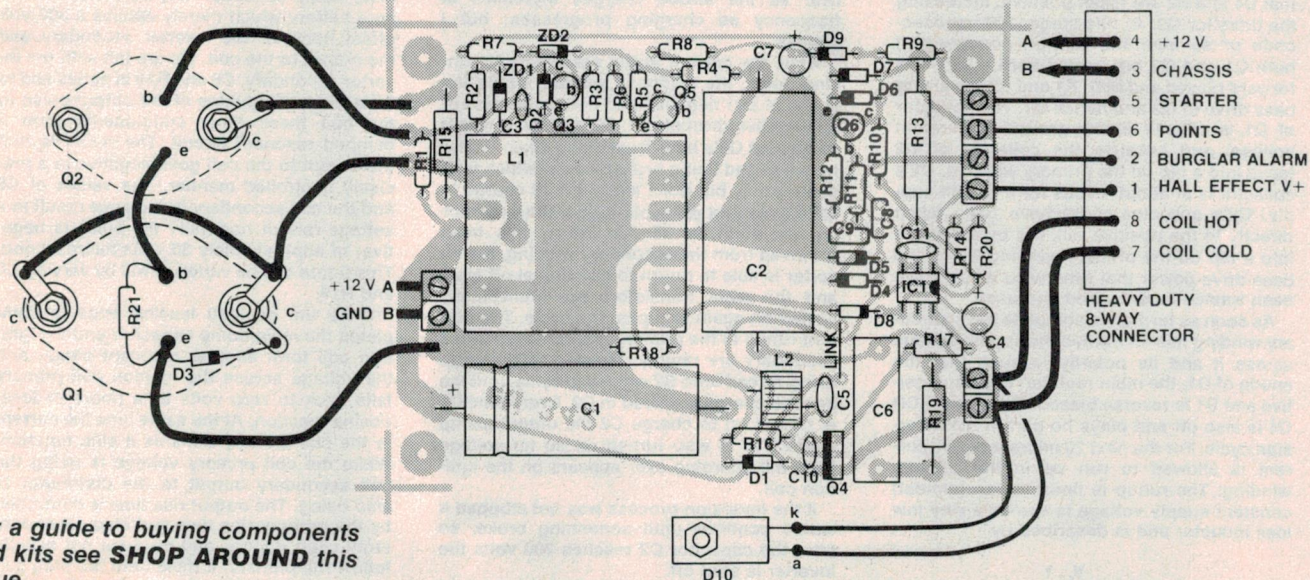 R7
ZD2
R8
C7
+
D9
R9
A
4
+12 V
B
3
CHASSIS
5
STARTER
6
POINTS
2
BURGLAR ALARM
1
HALL EFFECT V+
8
COIL HOT
7
COIL COLD
HEAVY DUTY
8-WAY
CONNECTOR
b
c
Q2
c
c
R21
e
D3
Q1
R2
ZD1
C3
D2
c
b
e
Q3
R3
R6
R5
R4
Q5
c
b
e
D7
D6
e
c
Q6
b
R10
R13
R15
R1
L1
R12
R11
C8
C9
C11
R14
R20
D5
D4
IC1
+
D8
C2
+12 V A
GND B
R18
L2
LINK
R17
C4
+
C1
C5
C6
R19
R16
D1
C10
Q4
k
a
D10
r a guide to buying components
d kits see SHOP AROUND this
ue.